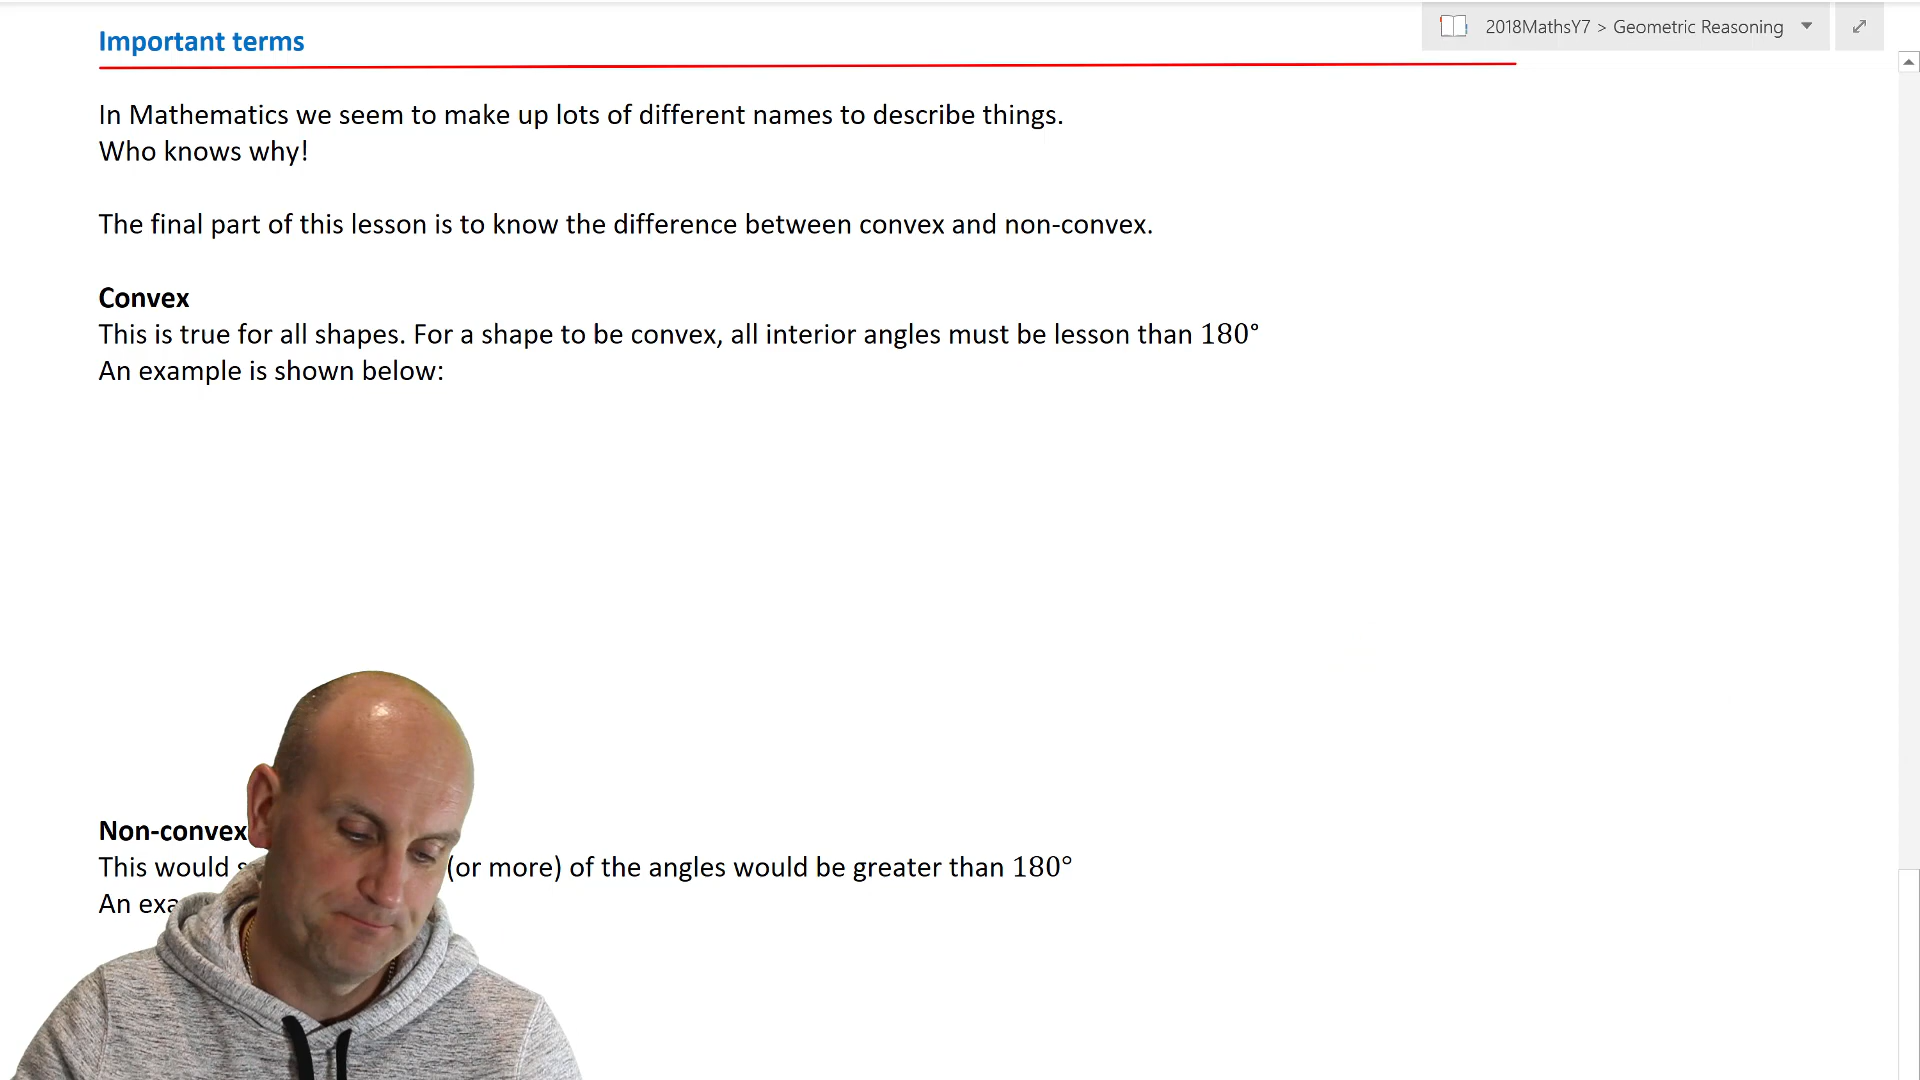 Important terms
2018MathsY7 > Geometric Reasoning
In Mathematics we seem to make up lots of different names to describe things.
Who knows why!
The final part of this lesson is to know the difference between convex and non-convex.
Convex
This is true for all shapes. For a shape to be convex, all interior angles must be lesson than 180°
An example is shown below:
Non-convex
This would (or more) of the angles would be greater than 180°
An